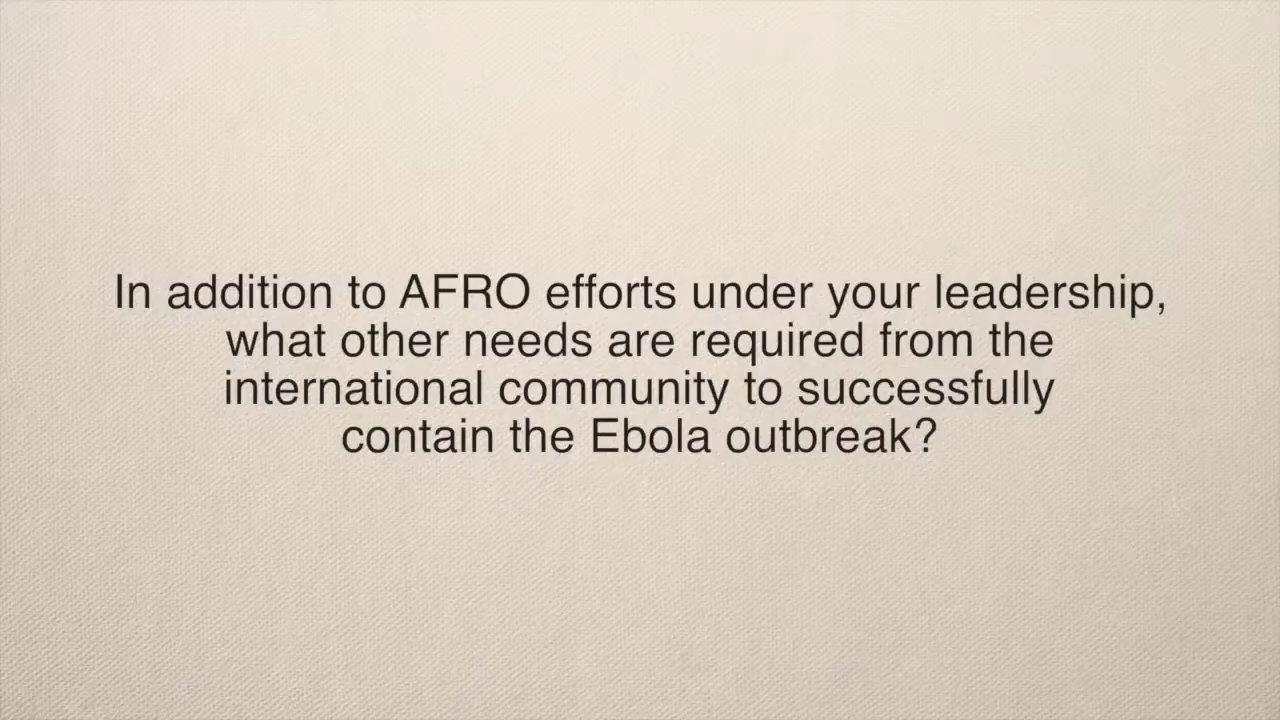 In addition to AFRO efforts under your leadership,
what other needs are required from the
international community to successfully
contain the Ebola outbreak?